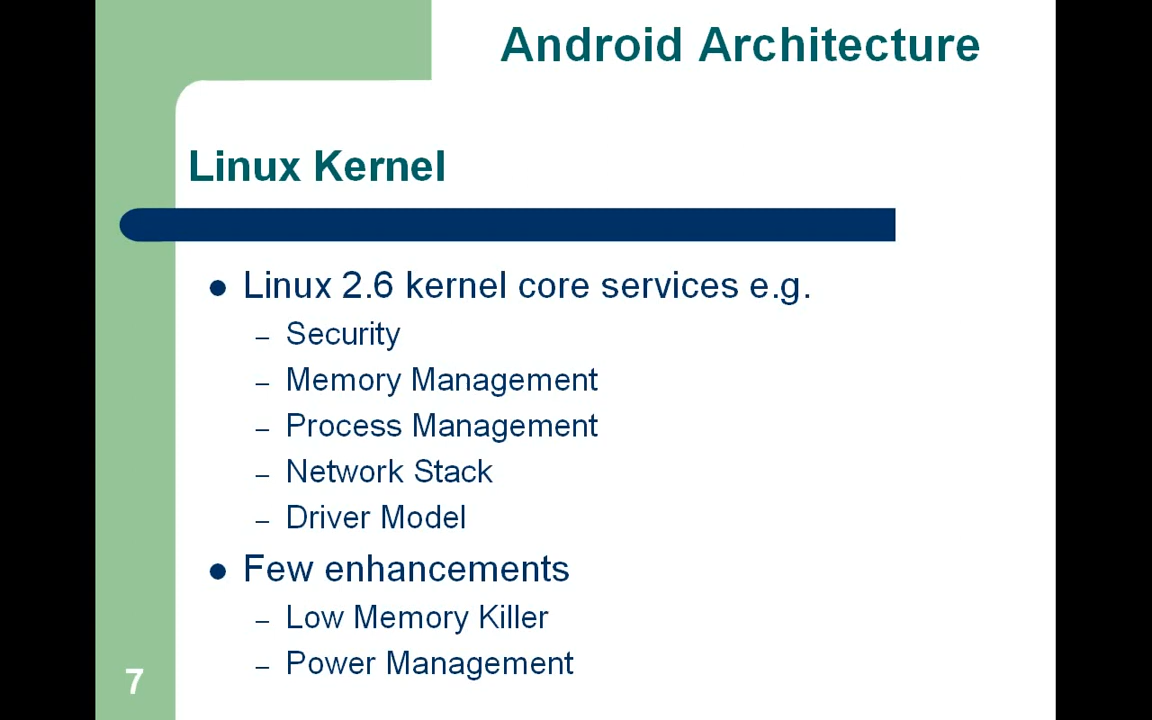 Android Architecture
Linux Kernel
● Linux 2.6 kernel core services e.g.
– Security
– Memory Management
– Process Management
– Network Stack
– Driver Model
● Few enhancements
– Low Memory Killer
– Power Management
7